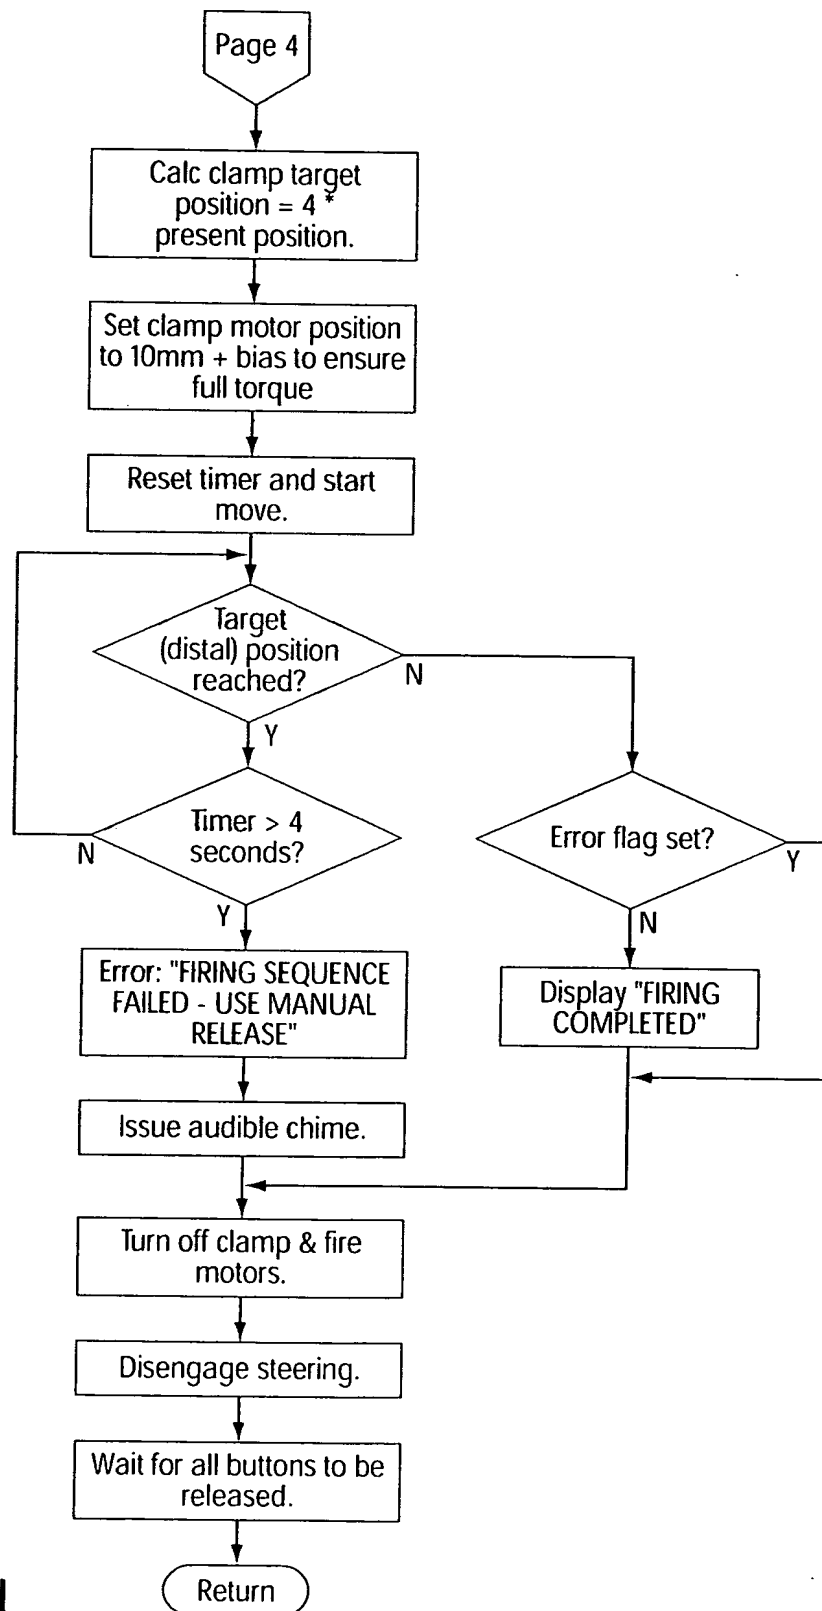 Page 4
Calc clamp target
position = 4 *
present position.
Set clamp motor position
to 10mm + bias to ensure
full torque
Reset timer and start
move.
Target
(distal) position
reached?
N
Y
Timer > 4
seconds?
N
Y
Error flag set?
Y
N
Error: "FIRING SEQUENCE
FAILED - USE MANUAL
RELEASE"
Display "FIRING
COMPLETED"
Issue audible chime.
Turn off clamp & fire
motors.
Disengage steering.
Wait for all buttons to be
released.
Return